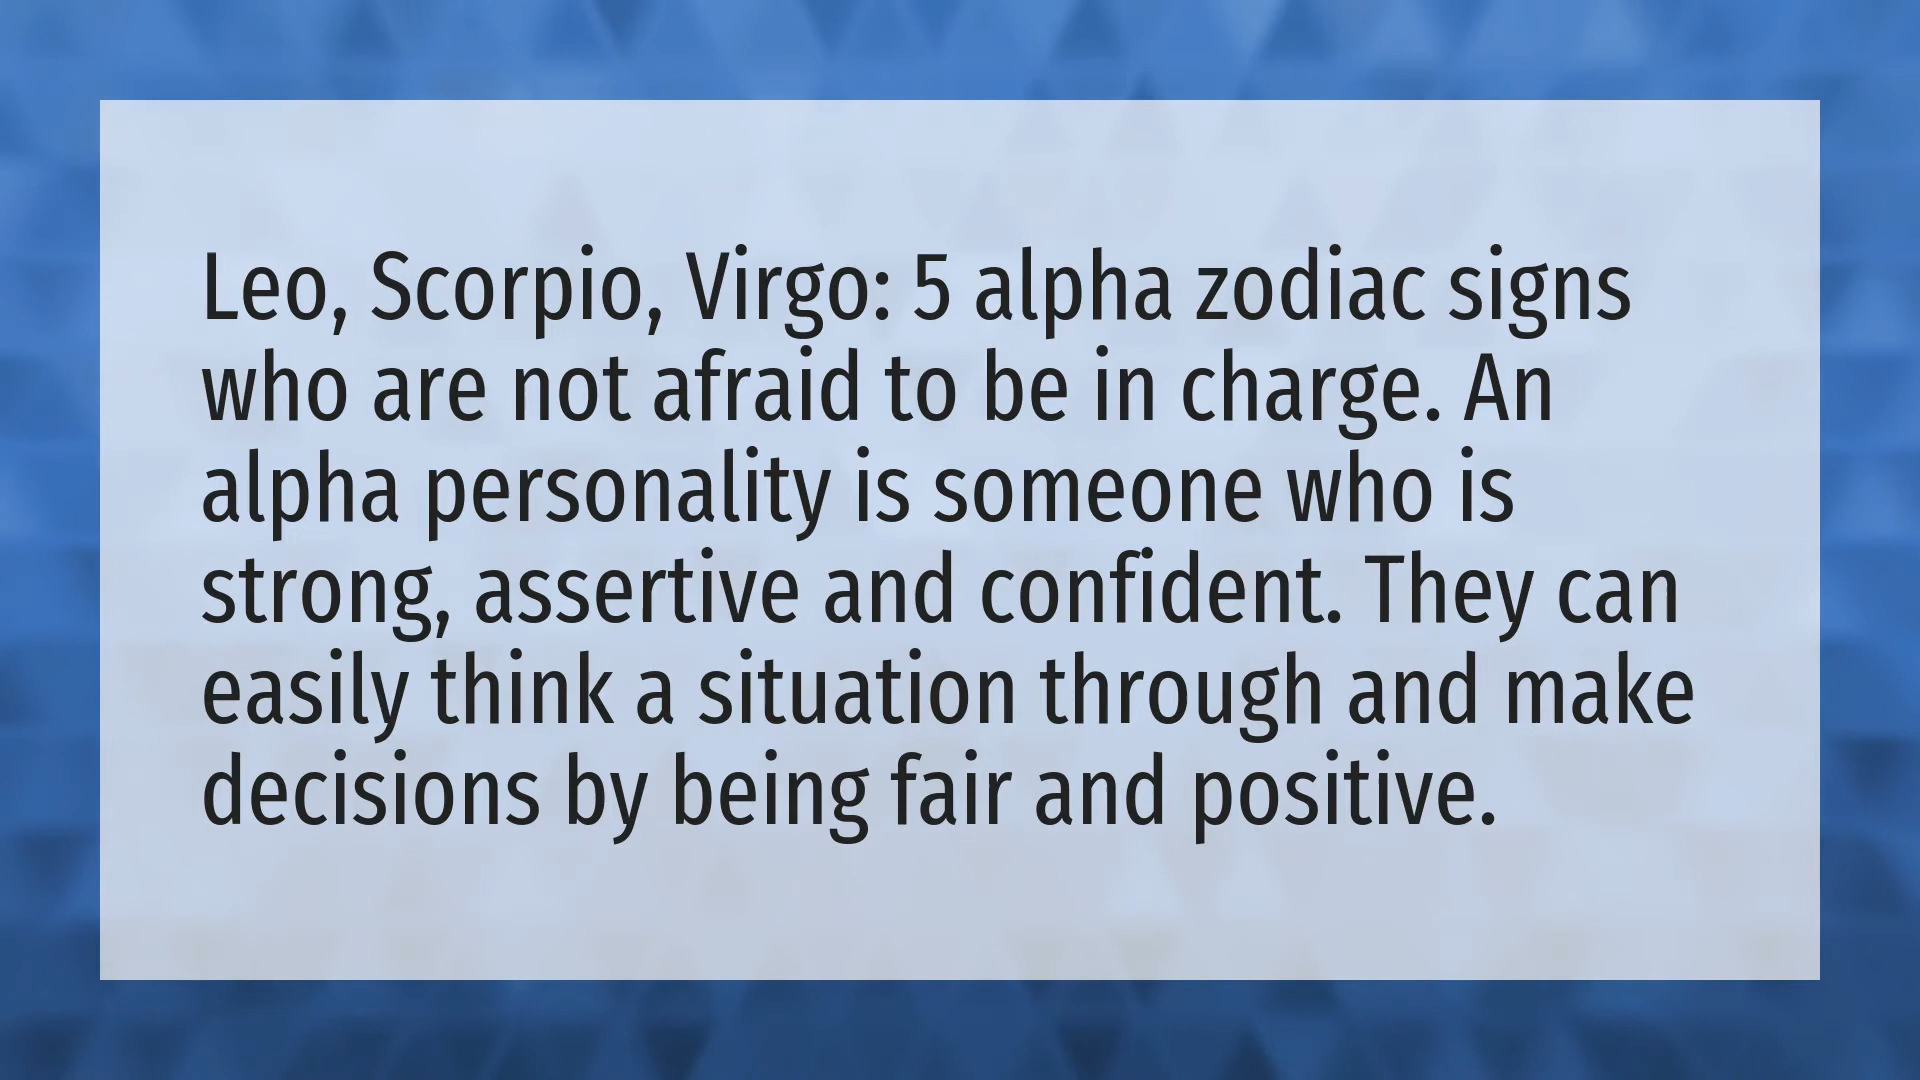 Leo, Scorpio, Virgo: 5 alpha zodiac signs
who are not afraid to be in charge. An
alpha personality is someone who is
strong, assertive and confident. They can
easily think a situation through and make
decisions by being fair and positive.